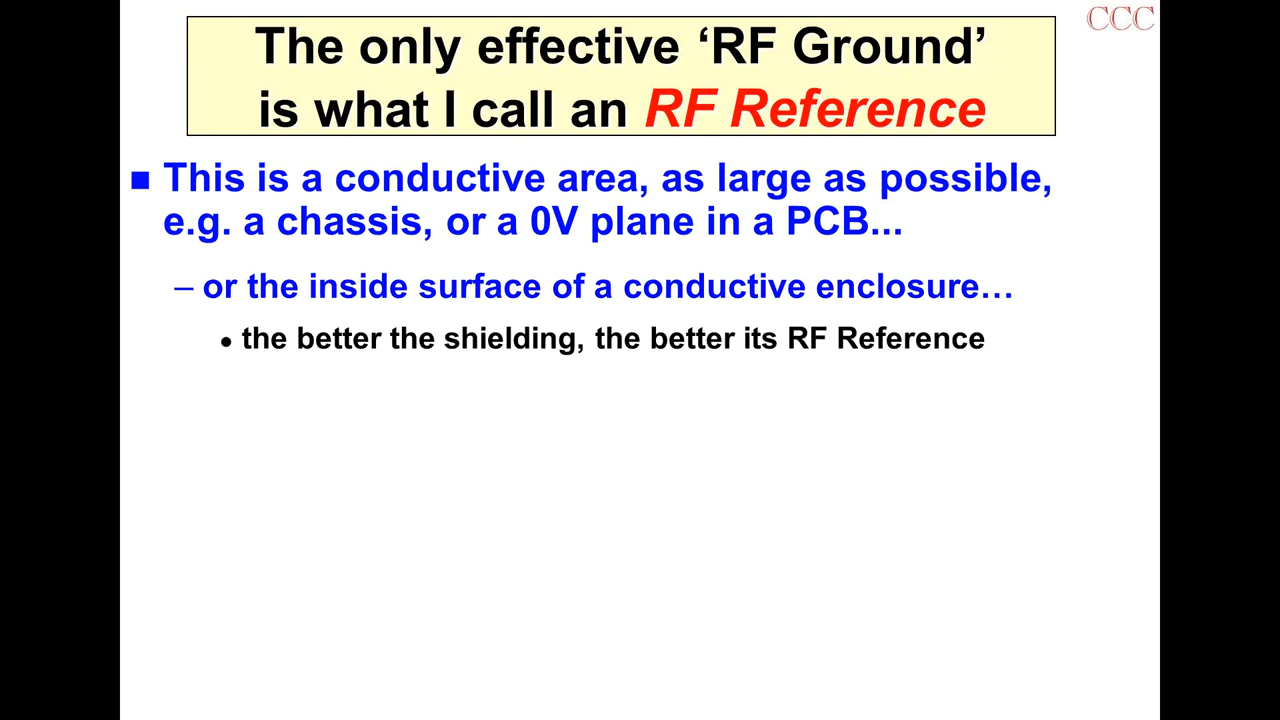 CCC
The only effective ‘RF Ground’
is what I call an RF Reference
■ This is a conductive area, as large as possible,
e.g. a chassis, or a 0V plane in a PCB...
– or the inside surface of a conductive enclosure…
● the better the shielding, the better its RF Reference